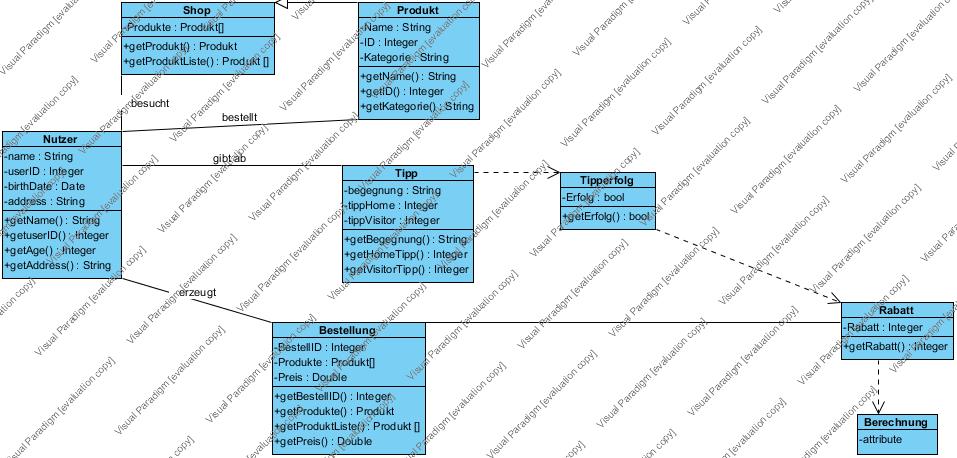 Shop
-Produkte : Produkt[]
+getProdukt() : Produkt
+getProduktListe() : Produkt []
Produkt
-Name : String
-ID : Integer
-Kategorie : String
+getName() : String
+getID() : Integer
+getKategorie() : String
besucht
bestellt
Nutzer
-name : String
-userID : Integer
-birthDate : Date
-address : String
+getName() : String
+getuserID() : Integer
+getAge() : Integer
+getAddress() : String
gibt ab
Tipp
-begegnung : String
-tippHome : Integer
-tippVisitor : Integer
+getBegegnung() : String
+getHomeTipp() : Integer
+getVisitorTipp() : Integer
Tipperfolg
-Erfolg : bool
+getErfolg() : bool
erzeugt
Bestellung
-BestellID : Integer
-Produkte : Produkt[]
-Preis : Double
+getBestellID() : Integer
+getProdukte() : Produkt
+getProduktListe() : Produkt []
+getPreis() : Double
Rabatt
-Rabatt : Integer
+getRabatt() : Integer
Berechnung
-attribute
Visual Paradigm [evaluation copy]